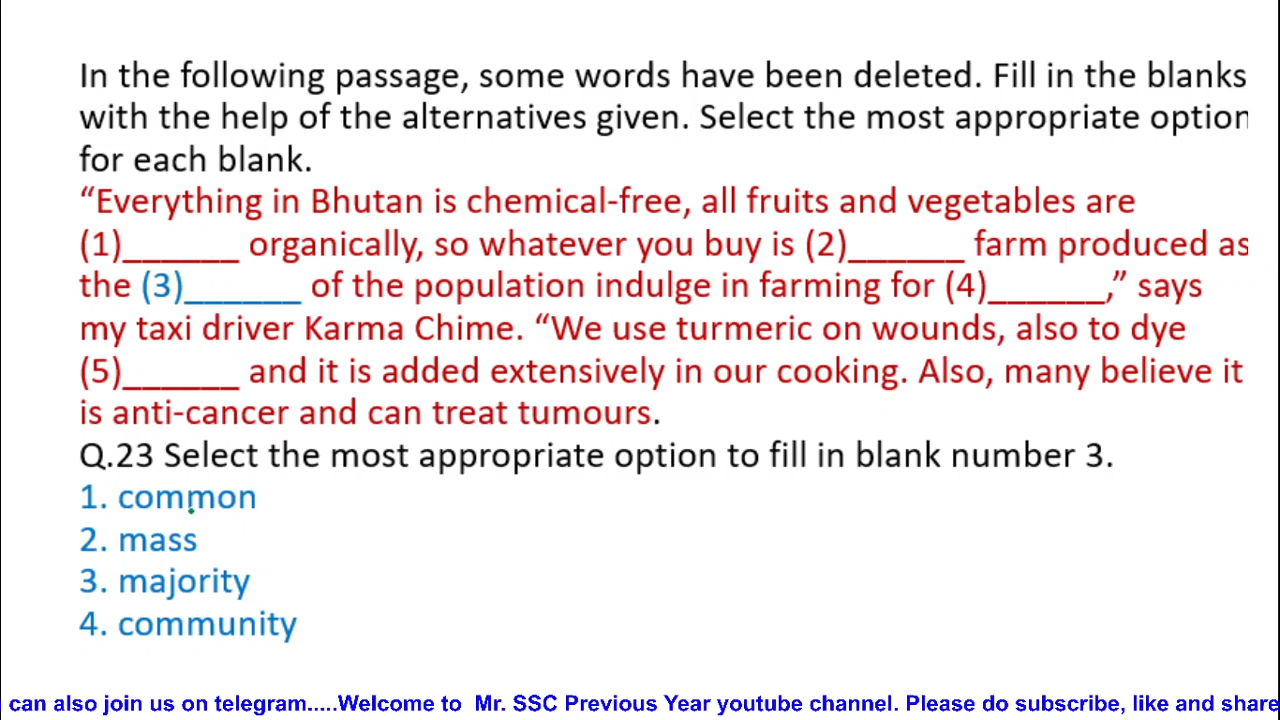 In the following passage, some words have been deleted. Fill in the blanks
with the help of the alternatives given. Select the most appropriate option
for each blank.
“Everything in Bhutan is chemical-free, all fruits and vegetables are
(1)______ organically, so whatever you buy is (2)______ farm produced as
the (3)______ of the population indulge in farming for (4)______,” says
my taxi driver Karma Chime. “We use turmeric on wounds, also to dye
(5)______ and it is added extensively in our cooking. Also, many believe it
is anti-cancer and can treat tumours.
Q.23 Select the most appropriate option to fill in blank number 3.
1. common
2. mass
3. majority
4. community
can also join us on telegram.....Welcome to  Mr. SSC Previous Year youtube channel. Please do subscribe, like and share